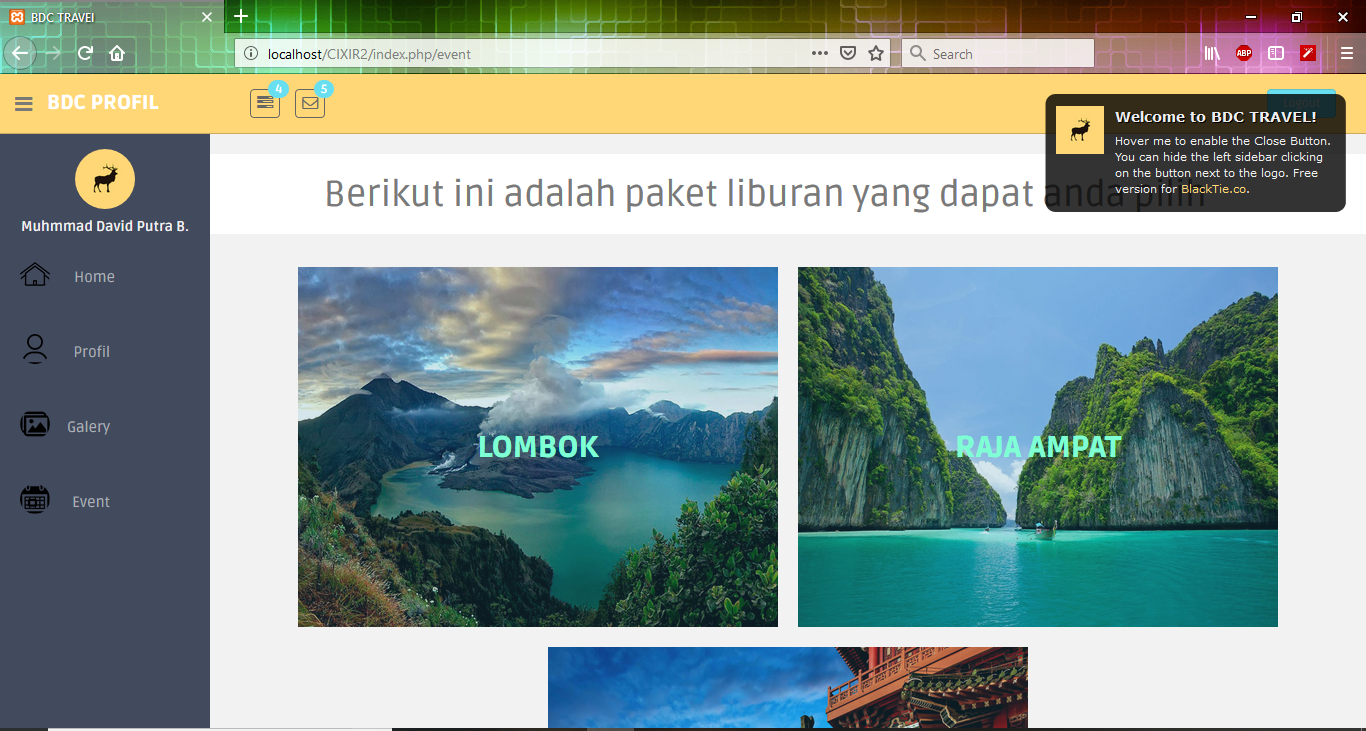 BDC TRAVEl
localhost/CIXIR2/index.php/event
Search
ABP
BDC PROFIL
4
5
Logout
Welcome to BDC TRAVEL!
Hover me to enable the Close Button.
You can hide the left sidebar clicking
on the button next to the logo. Free
version for BlackTie.co.
Muhmmad David Putra B.
Home
Profil
Galery
Event
Berikut ini adalah paket liburan yang dapat anda pilih
LOMBOK
RAJA AMPAT